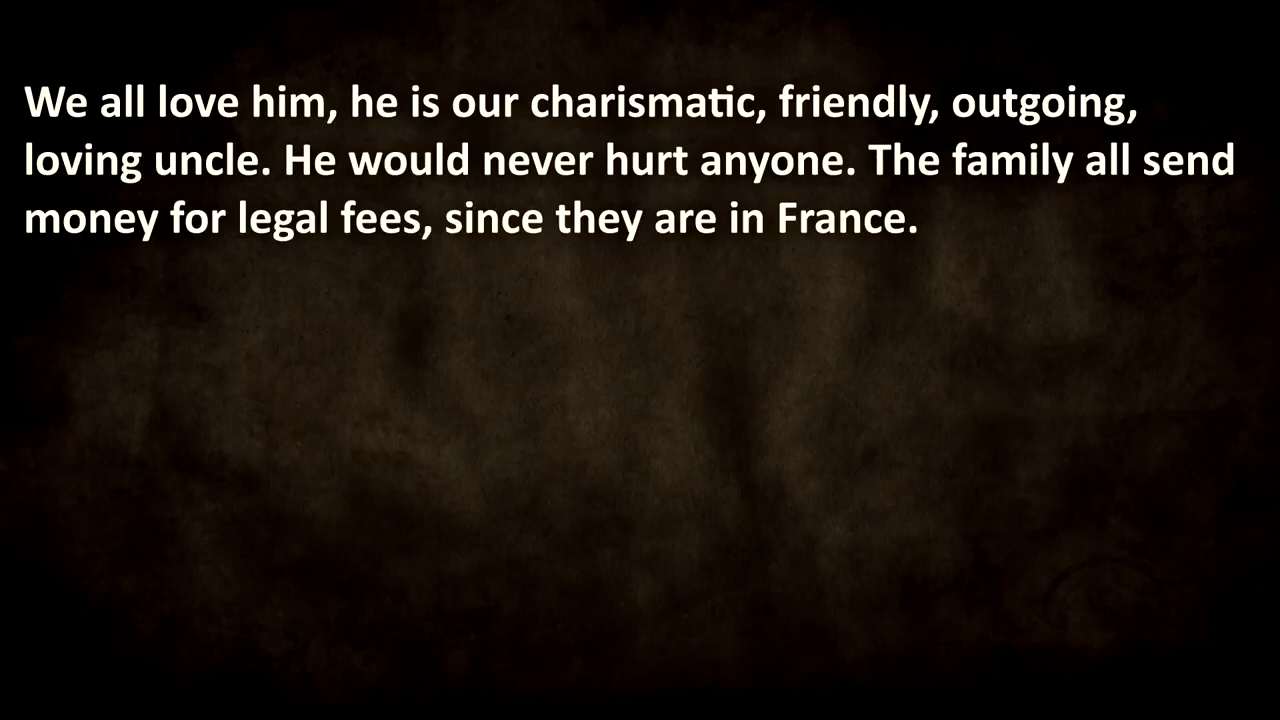 We all love him, he is our charismatic, friendly, outgoing,
loving uncle. He would never hurt anyone. The family all send
money for legal fees, since they are in France.